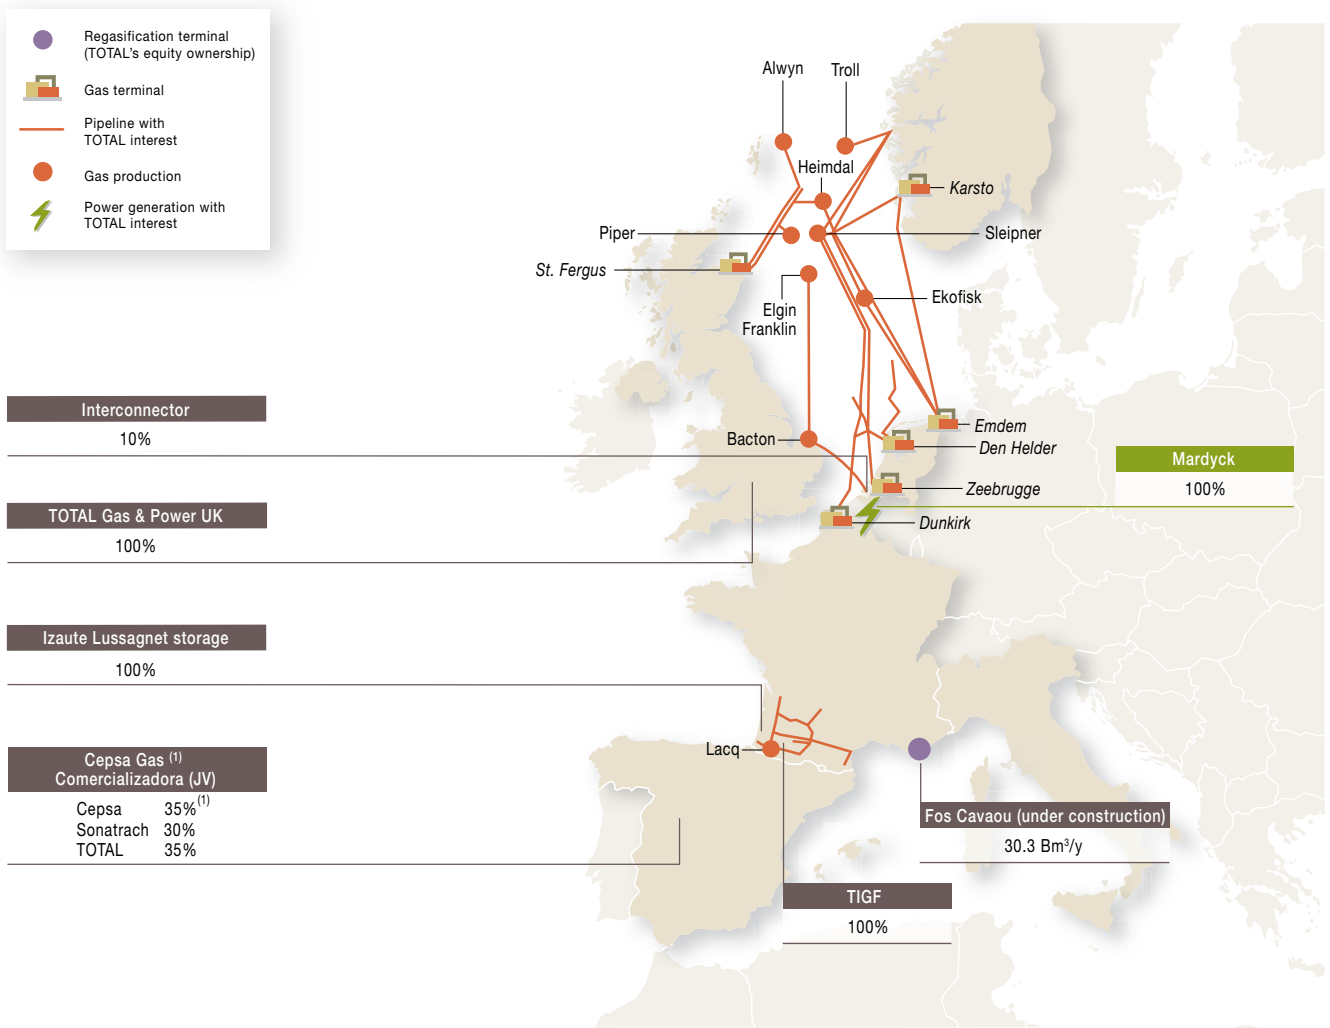 Regasification terminal
(TOTAL's equity ownership)
Gas terminal
Pipeline with
TOTAL interest
Gas production
Power generation with
TOTAL interest
Alwyn
Troll
Heimdal
Karsto
Piper
Sleipner
St. Fergus
Elgin
Franklin
Ekofisk
Interconnector
10%
Bacton
Emdem
Den Helder
Mardyck
100%
Zeebrugge
Dunkirk
TOTAL Gas & Power UK
100%
Izaute Lussagnet storage
100%
Lacq
Cepsa Gas (1)
Comercializadora (JV)
Cepsa 35%(1)
Sonatrach 30%
TOTAL 35%
Fos Cavaou (under construction)
30.3 Bm³/y
TIGF
100%